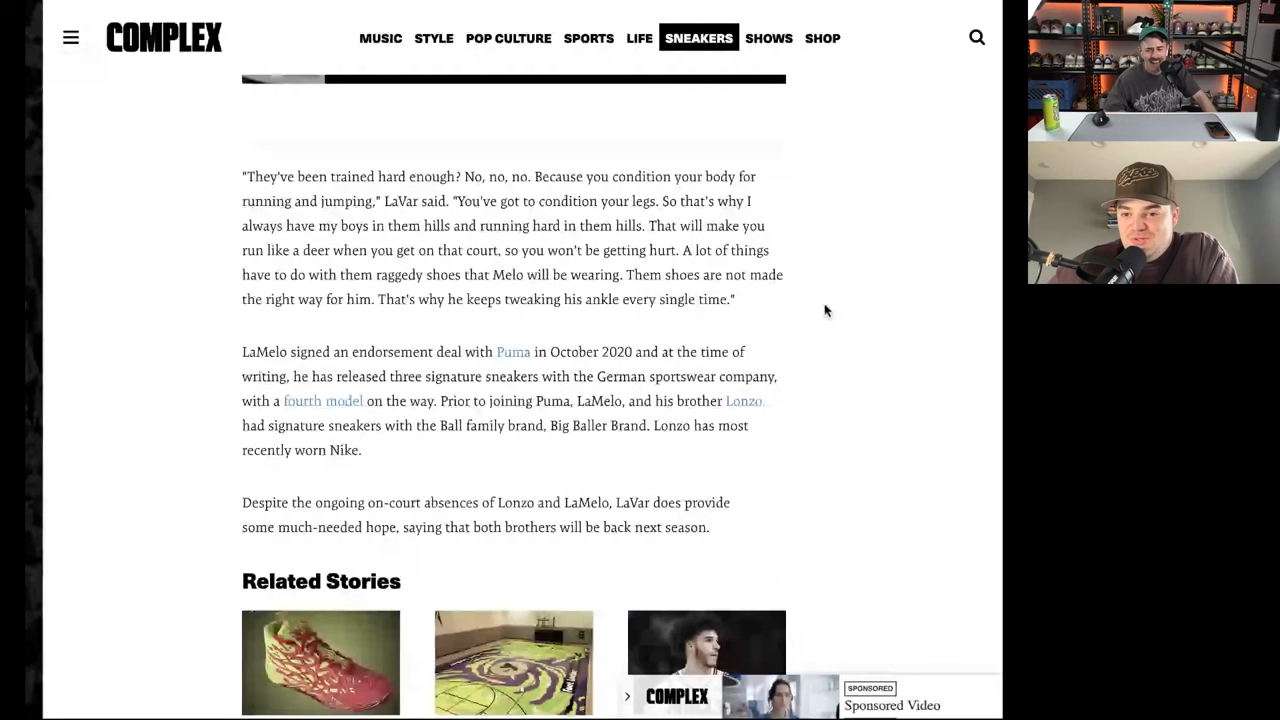 COMPLEX
MUSIC STYLE POP CULTURE SPORTS LIFE SNEAKERS SHOWS SHOP
"They've been trained hard enough? No, no, no. Because you condition your body for
running and jumping," LaVar said. "You've got to condition your legs. So that's why I
always have my boys in them hills and running hard in them hills. That will make you
run like a deer when you get on that court, so you won't be getting hurt. A lot of things
have to do with them raggedy shoes that Melo will be wearing. Them shoes are not made
the right way for him. That's why he keeps tweaking his ankle every single time."
LaMelo signed an endorsement deal with Puma in October 2020 and at the time of
writing, he has released three signature sneakers with the German sportswear company,
with a fourth model on the way. Prior to joining Puma, LaMelo, and his brother Lonzo,
had signature sneakers with the Ball family brand, Big Baller Brand. Lonzo has most
recently worn Nike.
Despite the ongoing on-court absences of Lonzo and LaMelo, LaVar does provide
some much-needed hope, saying that both brothers will be back next season.
Related Stories
COMPLEX
SPONSORED
Sponsored Video
Expos